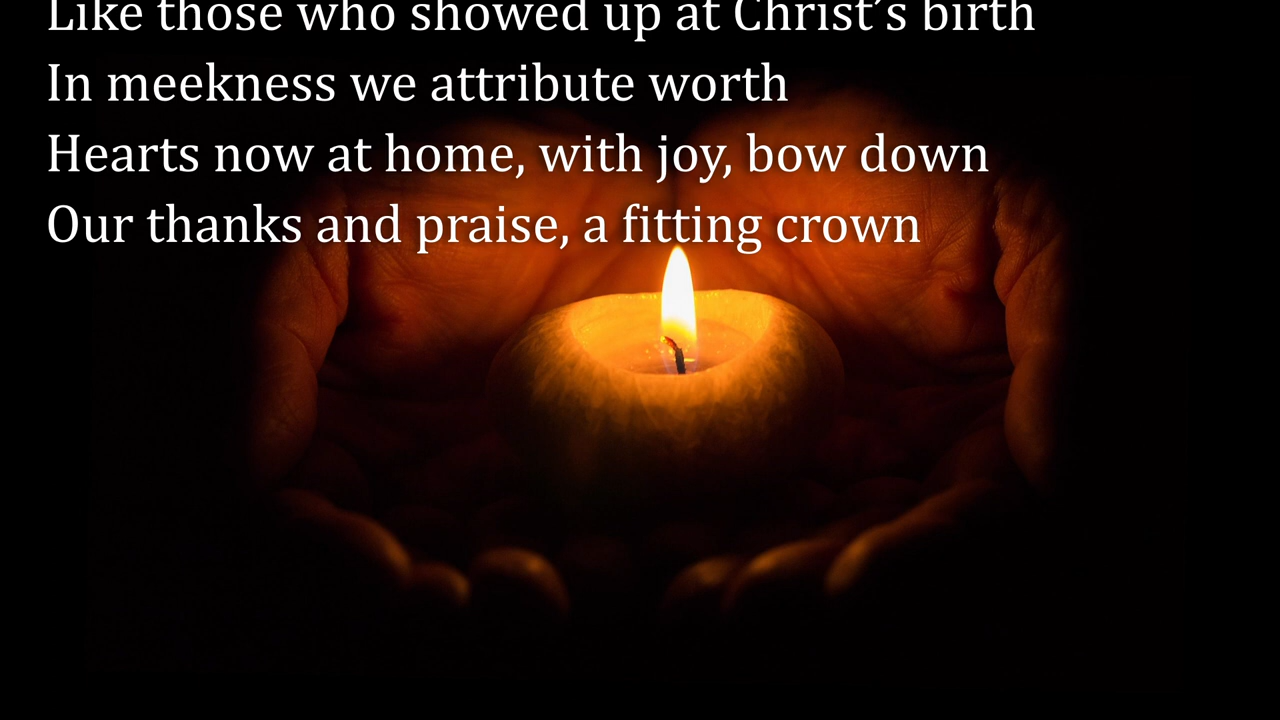 Like those who showed up at Christ's birth
In meekness we attribute worth
Hearts now at home, with joy, bow down
Our thanks and praise, a fitting crown